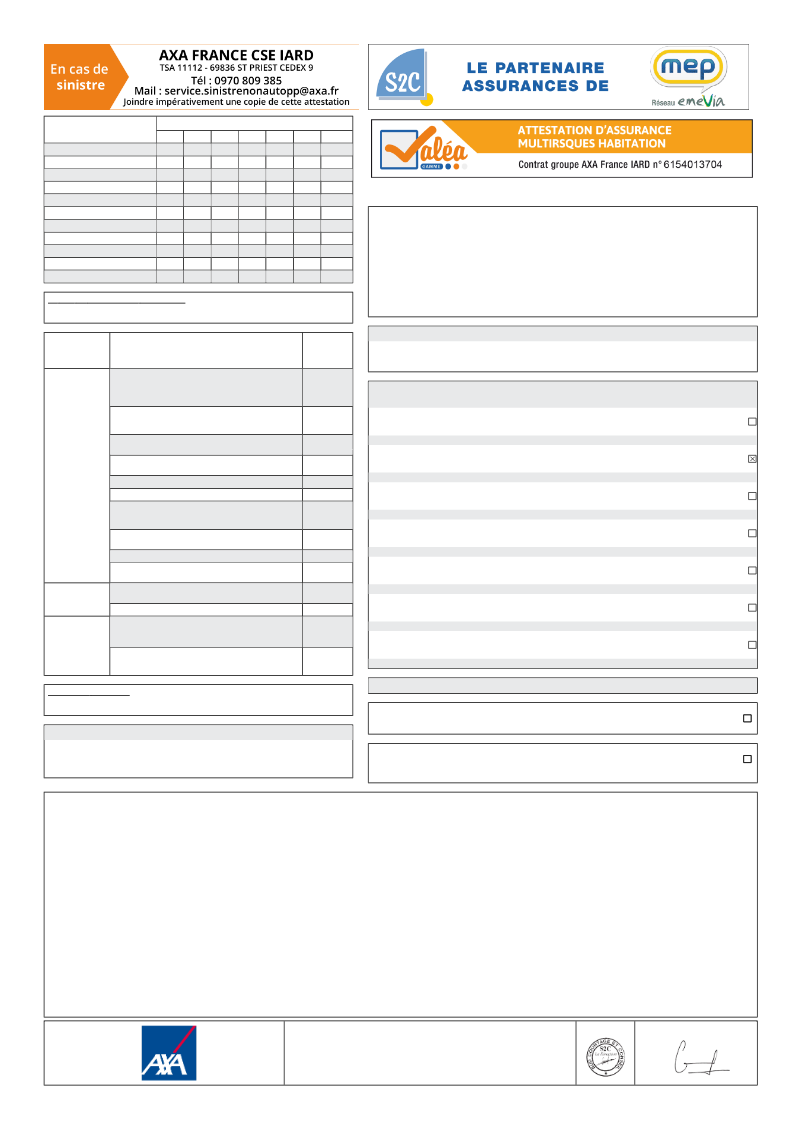 En cas de
sinistre
AXA FRANCE CSE IARD
TSA 11112 - 69836 ST PRIEST CEDEX 9
Tél : 0970 809 385
Mail : service.sinistrenonautopp@axa.fr
Joindre impérativement une copie de cette attestation
S2C
LE PARTENAIRE
ASSURANCES DE
mep
Réseau emeVia
Valéa
GAMME
ATTESTATION D'ASSURANCE
MULTIRSQUES HABITATION
Contrat groupe AXA France IARD n° 6154013704
AXA
S2C